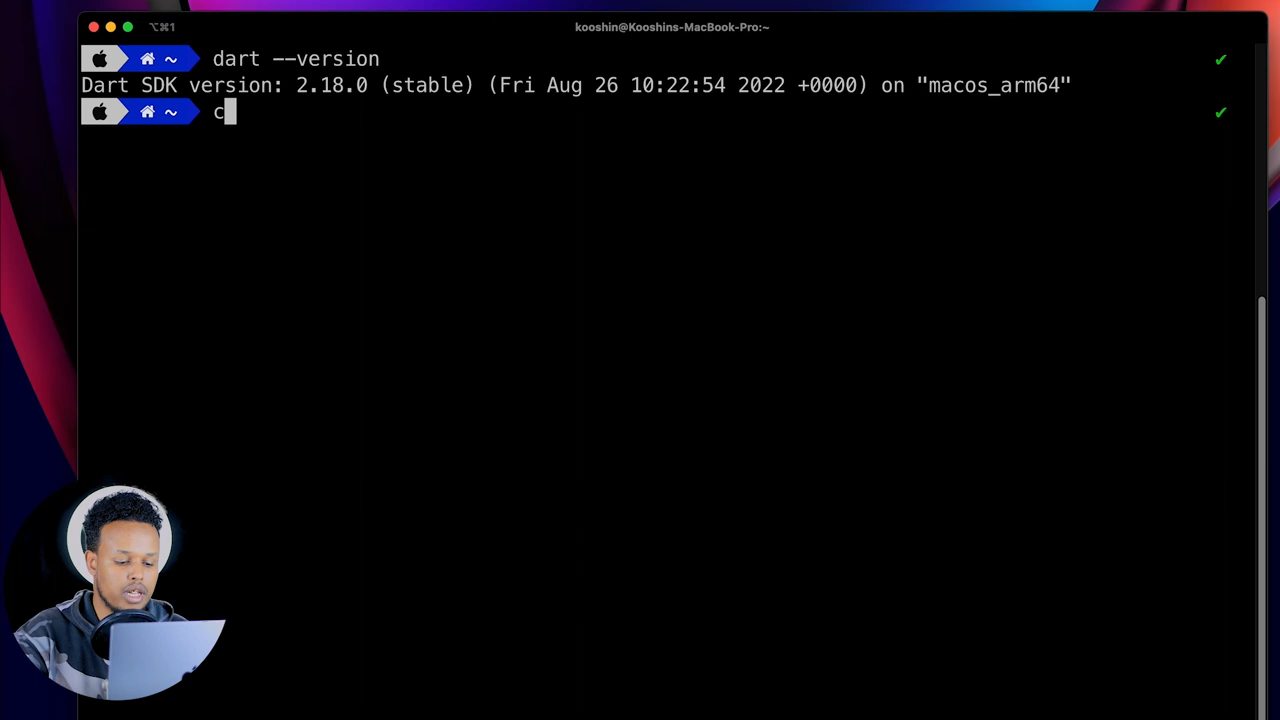 ⌥⌘1
kooshin@Kooshins-MacBook-Pro:~
~ dart --version ✔
Dart SDK version: 2.18.0 (stable) (Fri Aug 26 10:22:54 2022 +0000) on "macos_arm64"
~ c ✔